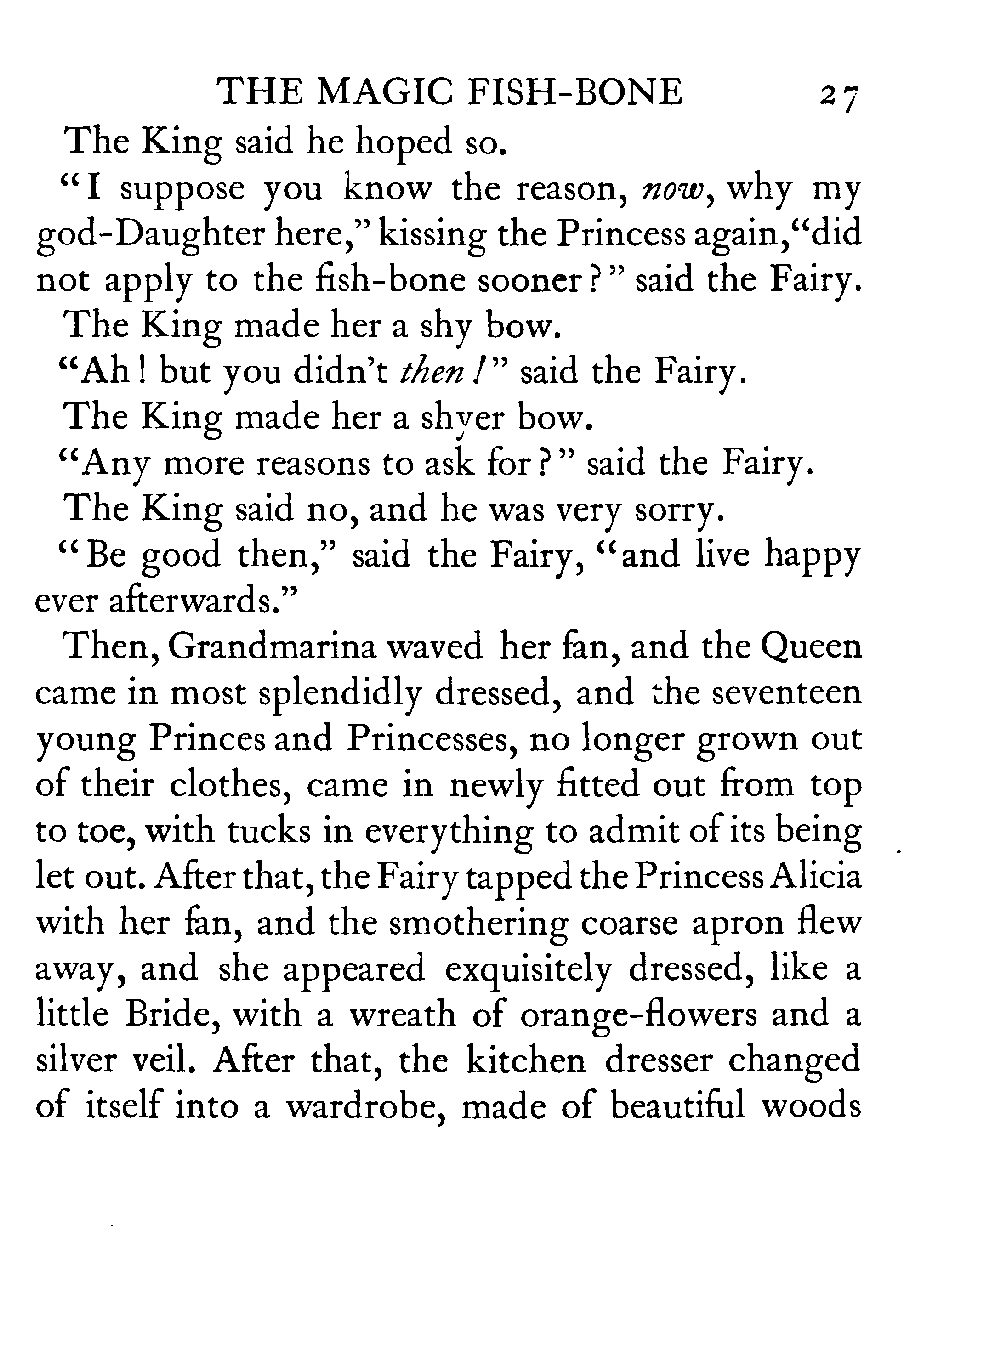 THE MAGIC FISH-BONE 27
The King said he hoped so.
“I suppose you know the reason, now, why my
god-Daughter here,” kissing the Princess again,“did
not apply to the fish-bone sooner?” said the Fairy.
The King made her a shy bow.
“Ah! but you didn’t then!” said the Fairy.
The King made her a shyer bow.
“Any more reasons to ask for?” said the Fairy.
The King said no, and he was very sorry.
“Be good then,” said the Fairy, “and live happy
ever afterwards.”
Then, Grandmarina waved her fan, and the Queen
came in most splendidly dressed, and the seventeen
young Princes and Princesses, no longer grown out
of their clothes, came in newly fitted out from top
to toe, with tucks in everything to admit of its being
let out. After that, the Fairy tapped the Princess Alicia
with her fan, and the smothering coarse apron flew
away, and she appeared exquisitely dressed, like a
little Bride, with a wreath of orange-flowers and a
silver veil. After that, the kitchen dresser changed
of itself into a wardrobe, made of beautiful woods